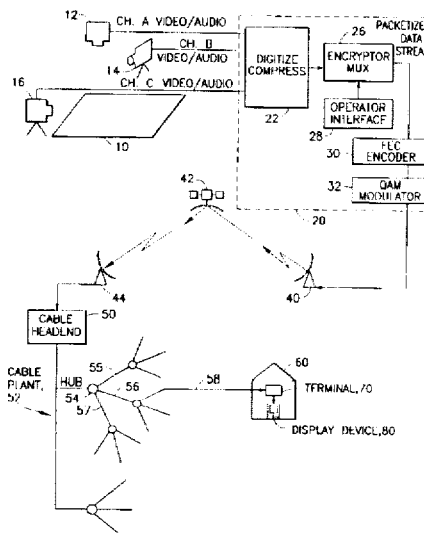 12
CH. A VIDEO/AUDIO
CH. B
VIDEO/AUDIO
14
16
CH. C VIDEO/AUDIO
10
DIGITIZE
COMPRESS
22
PACKETIZE
DATA
STREAM
26
ENCRYPTOR
MUX
OPERATOR
INTERFACE
28
30
FEC
ENCODER
32
QAM
MODULATOR
20
42
44
40
50
CABLE
HEADEND
CABLE
PLANT,
52
HUB
54
55
56
57
58
60
TERMINAL,70
DISPLAY DEVICE,80